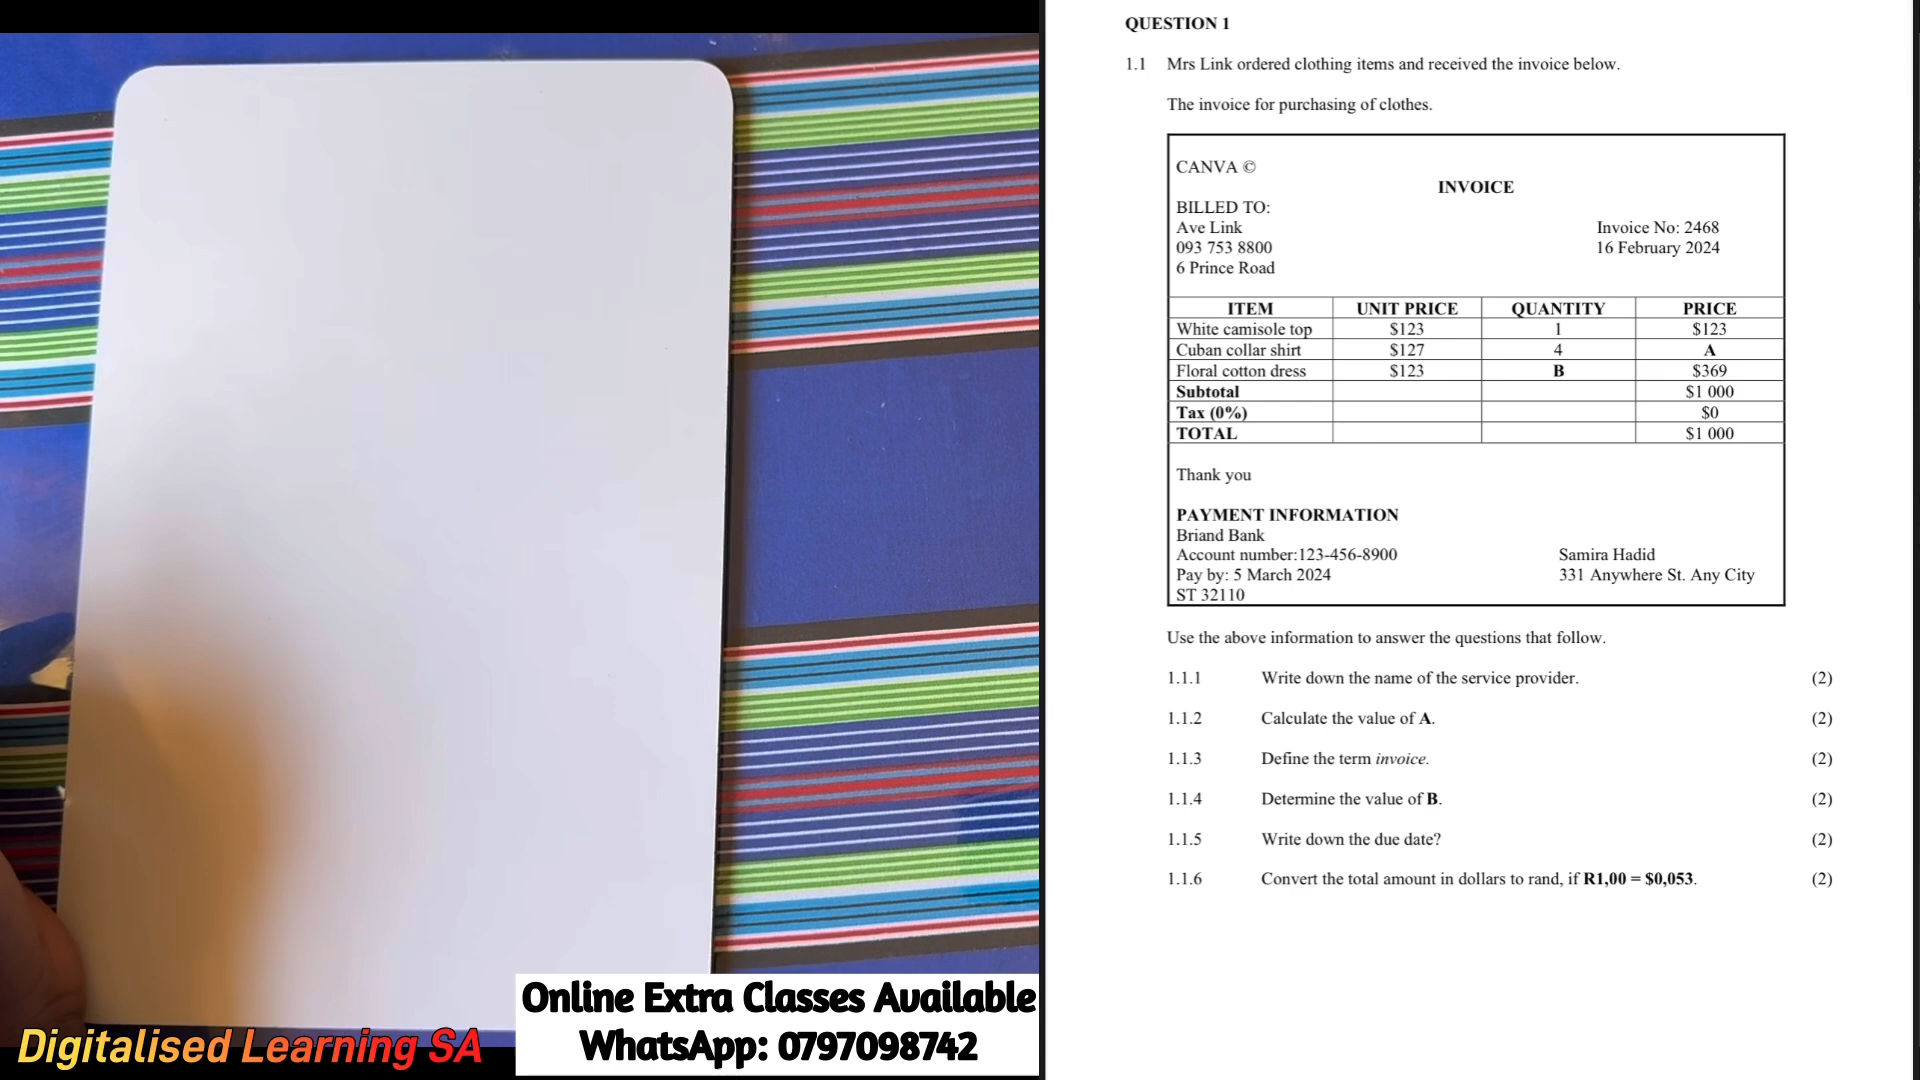 QUESTION 1
1.1 Mrs Link ordered clothing items and received the invoice below.
The invoice for purchasing of clothes.
CANVA ©
INVOICE
BILLED TO:
Ave Link Invoice No: 2468
093 753 8800 16 February 2024
6 Prince Road
ITEM UNIT PRICE QUANTITY PRICE
White camisole top $123 1 $123
Cuban collar shirt $127 4 A
Floral cotton dress $123 B $369
Subtotal $1 000
Tax (0%) $0
TOTAL $1 000
Thank you
PAYMENT INFORMATION
Briand Bank
Account number:123-456-8900 Samira Hadid
Pay by: 5 March 2024 331 Anywhere St. Any City
ST 32110
Use the above information to answer the questions that follow.
1.1.1 Write down the name of the service provider. (2)
1.1.2 Calculate the value of A. (2)
1.1.3 Define the term invoice. (2)
1.1.4 Determine the value of B. (2)
1.1.5 Write down the due date? (2)
1.1.6 Convert the total amount in dollars to rand, if R1,00 = $0,053. (2)
Online Extra Classes Available
WhatsApp: 0797098742
Digitalised Learning SA